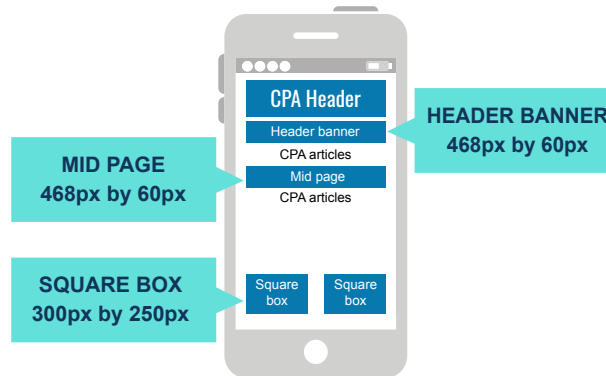 CPA Header
Header banner
HEADER BANNER
468px by 60px
CPA articles
MID PAGE
468px by 60px
Mid page
CPA articles
SQUARE BOX
300px by 250px
Square
box
Square
box